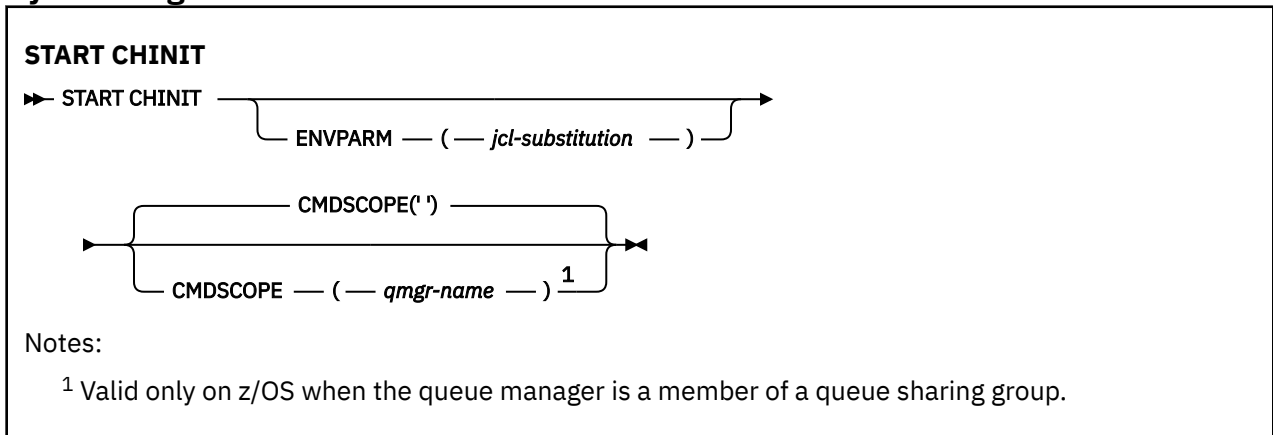 START CHINIT
START CHINIT
ENVPARM ( jcl-substitution )
CMDSCOPE(' ')
CMDSCOPE ( qmgr-name ) 1
Notes:
1 Valid only on z/OS when the queue manager is a member of a queue sharing group.